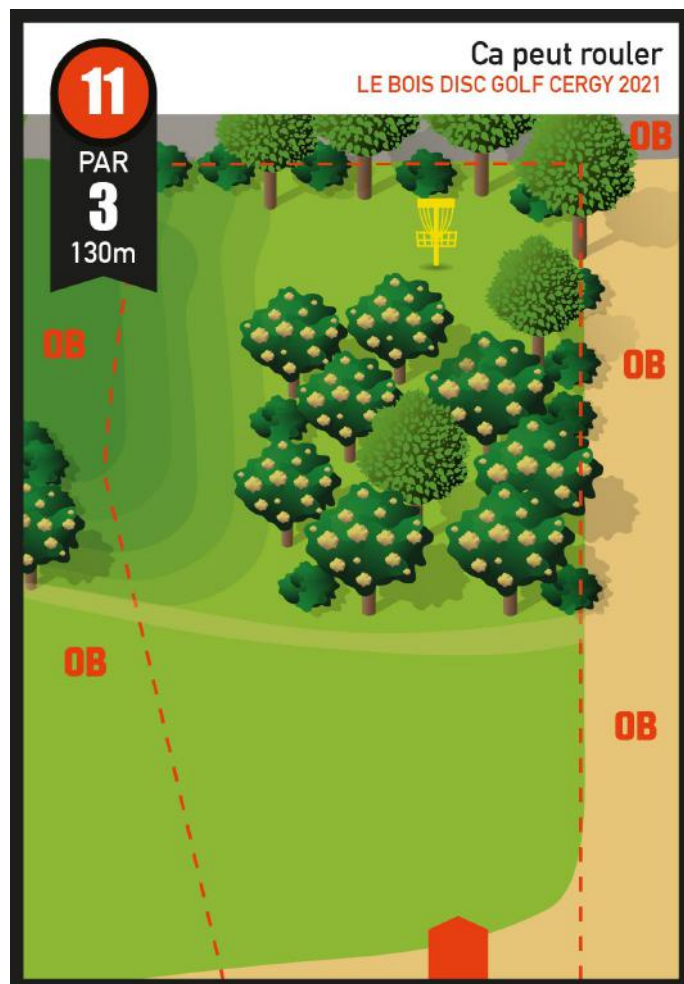 11
PAR
3
130m
Ca peut rouler
LE BOIS DISC GOLF CERGY 2021
OB
OB
OB
OB
OB